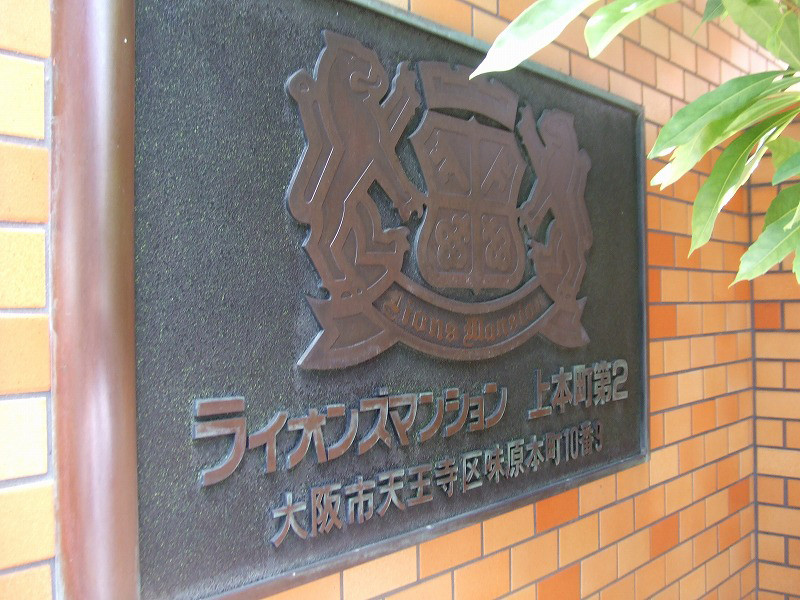 Lions Mansion
ライオンズマンション 上本町第2
大阪市天王寺区味原本町10番9